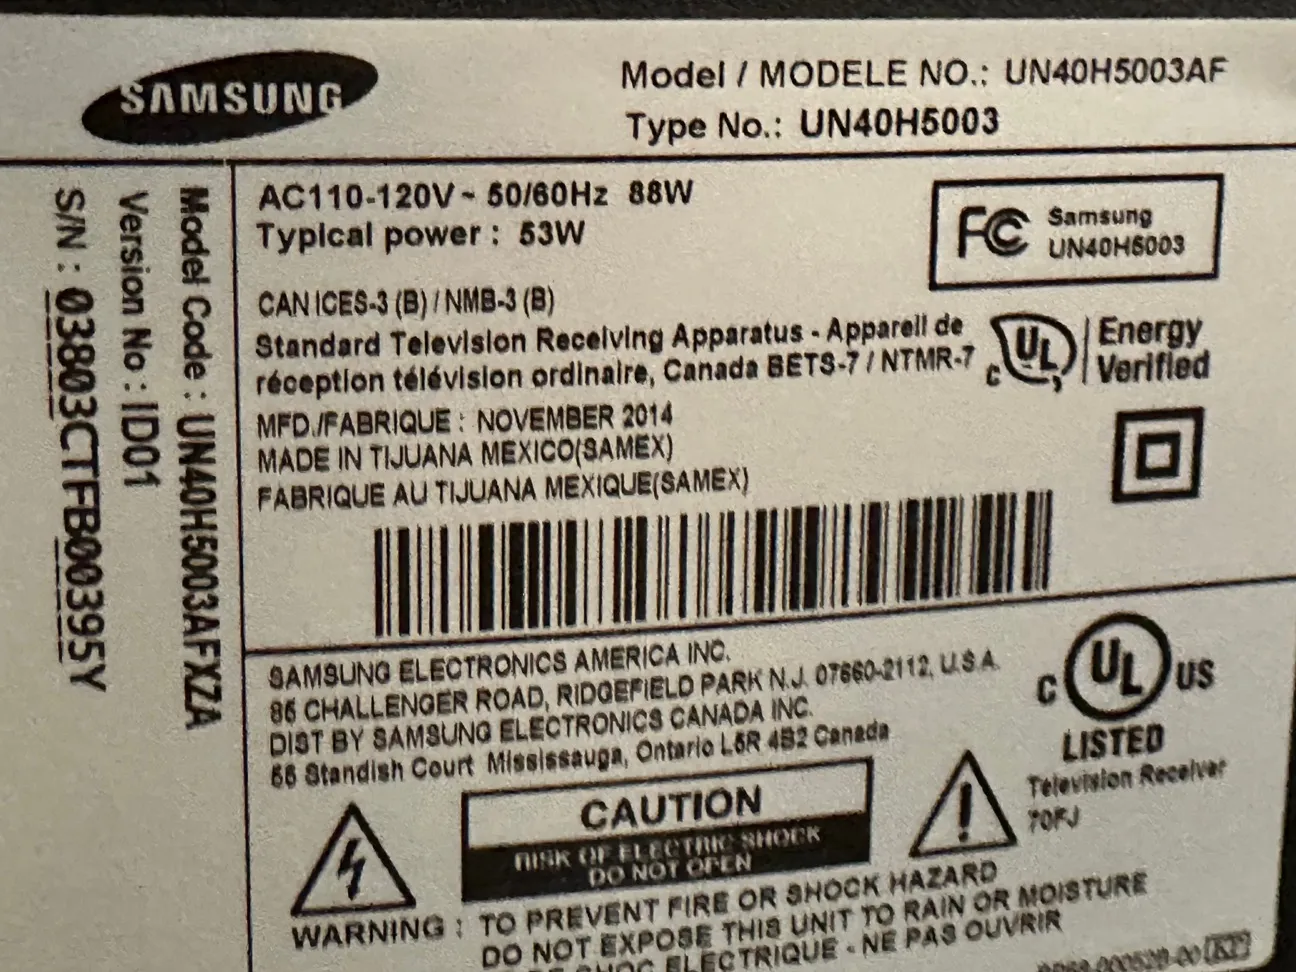 SAMSUNG
Model / MODELE NO.: UN40H5003AF
Type No.: UN40H5003
Model Code : UN40H5003AFXZA
Version No : ID01
S/N : 03803CTFB00395Y
AC110-120V ~ 50/60Hz 88W
Typical power : 53W
FC Samsung
UN40H5003
CAN ICES-3 (B) / NMB-3 (B)
Standard Television Receiving Apparatus - Appareil de
réception télévision ordinaire, Canada BETS-7 / NTMR-7
C UL Energy
Verified
MFD./FABRIQUE : NOVEMBER 2014
MADE IN TIJUANA MEXICO(SAMEX)
FABRIQUE AU TIJUANA MEXIQUE(SAMEX)
SAMSUNG ELECTRONICS AMERICA INC.
85 CHALLENGER ROAD, RIDGEFIELD PARK N.J. 07660-2112, U.S.A.
DIST BY SAMSUNG ELECTRONICS CANADA INC.
55 Standish Court Mississauga, Ontario L5R 4B2 Canada
C UL US
LISTED
Television Receiver
70FJ
CAUTION
RISK OF ELECTRIC SHOCK
DO NOT OPEN
WARNING : TO PREVENT FIRE OR SHOCK HAZARD
DO NOT EXPOSE THIS UNIT TO RAIN OR MOISTURE
CHOC ELECTRIQUE - NE PAS OUVRIR